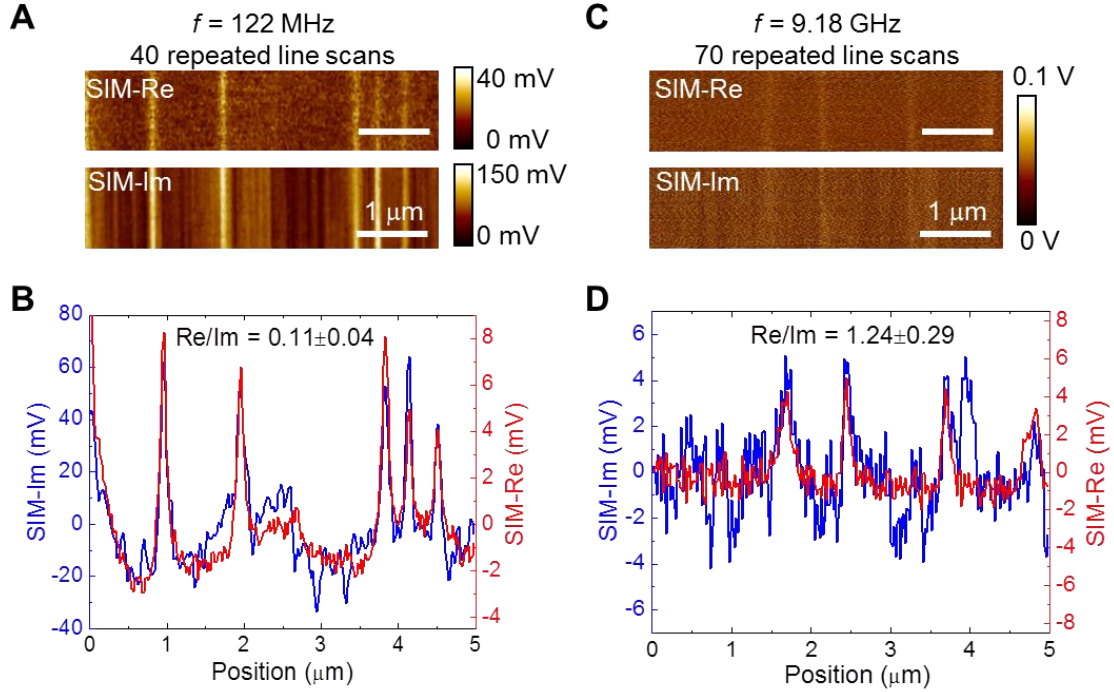 A
f = 122 MHz
40 repeated line scans
SIM-Re
40 mV
0 mV
SIM-Im
1 μm
150 mV
0 mV
C
f = 9.18 GHz
70 repeated line scans
SIM-Re
SIM-Im
1 μm
0.1 V
0 V
B
Re/Im = 0.11±0.04
SIM-Im (mV)
80
60
40
20
0
-20
-40
SIM-Re (mV)
8
6
4
2
0
-2
-4
0 1 2 3 4 5
Position (μm)
D
Re/Im = 1.24±0.29
SIM-Im (mV)
6
4
2
0
-2
-4
-6
SIM-Re (mV)
8
6
4
2
0
-2
-4
-6
-8
0 1 2 3 4 5
Position (μm)